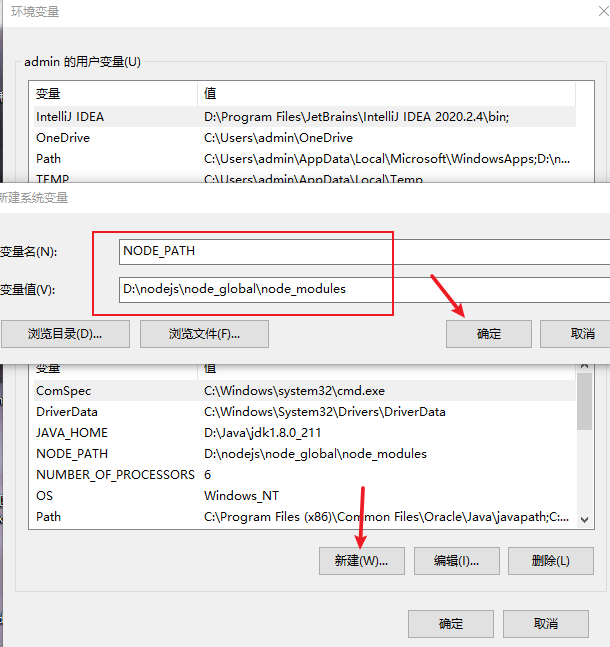 环境变量
admin 的用户变量(U)
变量 值
IntelliJ IDEA D:\Program Files\JetBrains\IntelliJ IDEA 2020.2.4\bin;
OneDrive C:\Users\admin\OneDrive
Path C:\Users\admin\AppData\Local\Microsoft\WindowsApps;D:\n...
TEMP C:\Users\admin\AppData\Local\Temp
新建系统变量
变量名(N): NODE_PATH
变量值(V): D:\nodejs\node_global\node_modules
浏览目录(D)... 浏览文件(F)... 确定 取消
变量 值
ComSpec C:\Windows\system32\cmd.exe
DriverData C:\Windows\System32\Drivers\DriverData
JAVA_HOME D:\Java\jdk1.8.0_211
NODE_PATH D:\nodejs\node_global\node_modules
NUMBER_OF_PROCESSORS 6
OS Windows_NT
Path C:\Program Files (x86)\Common Files\Oracle\Java\javapath;C:...
新建(W)... 编辑(I)... 删除(L)
确定 取消